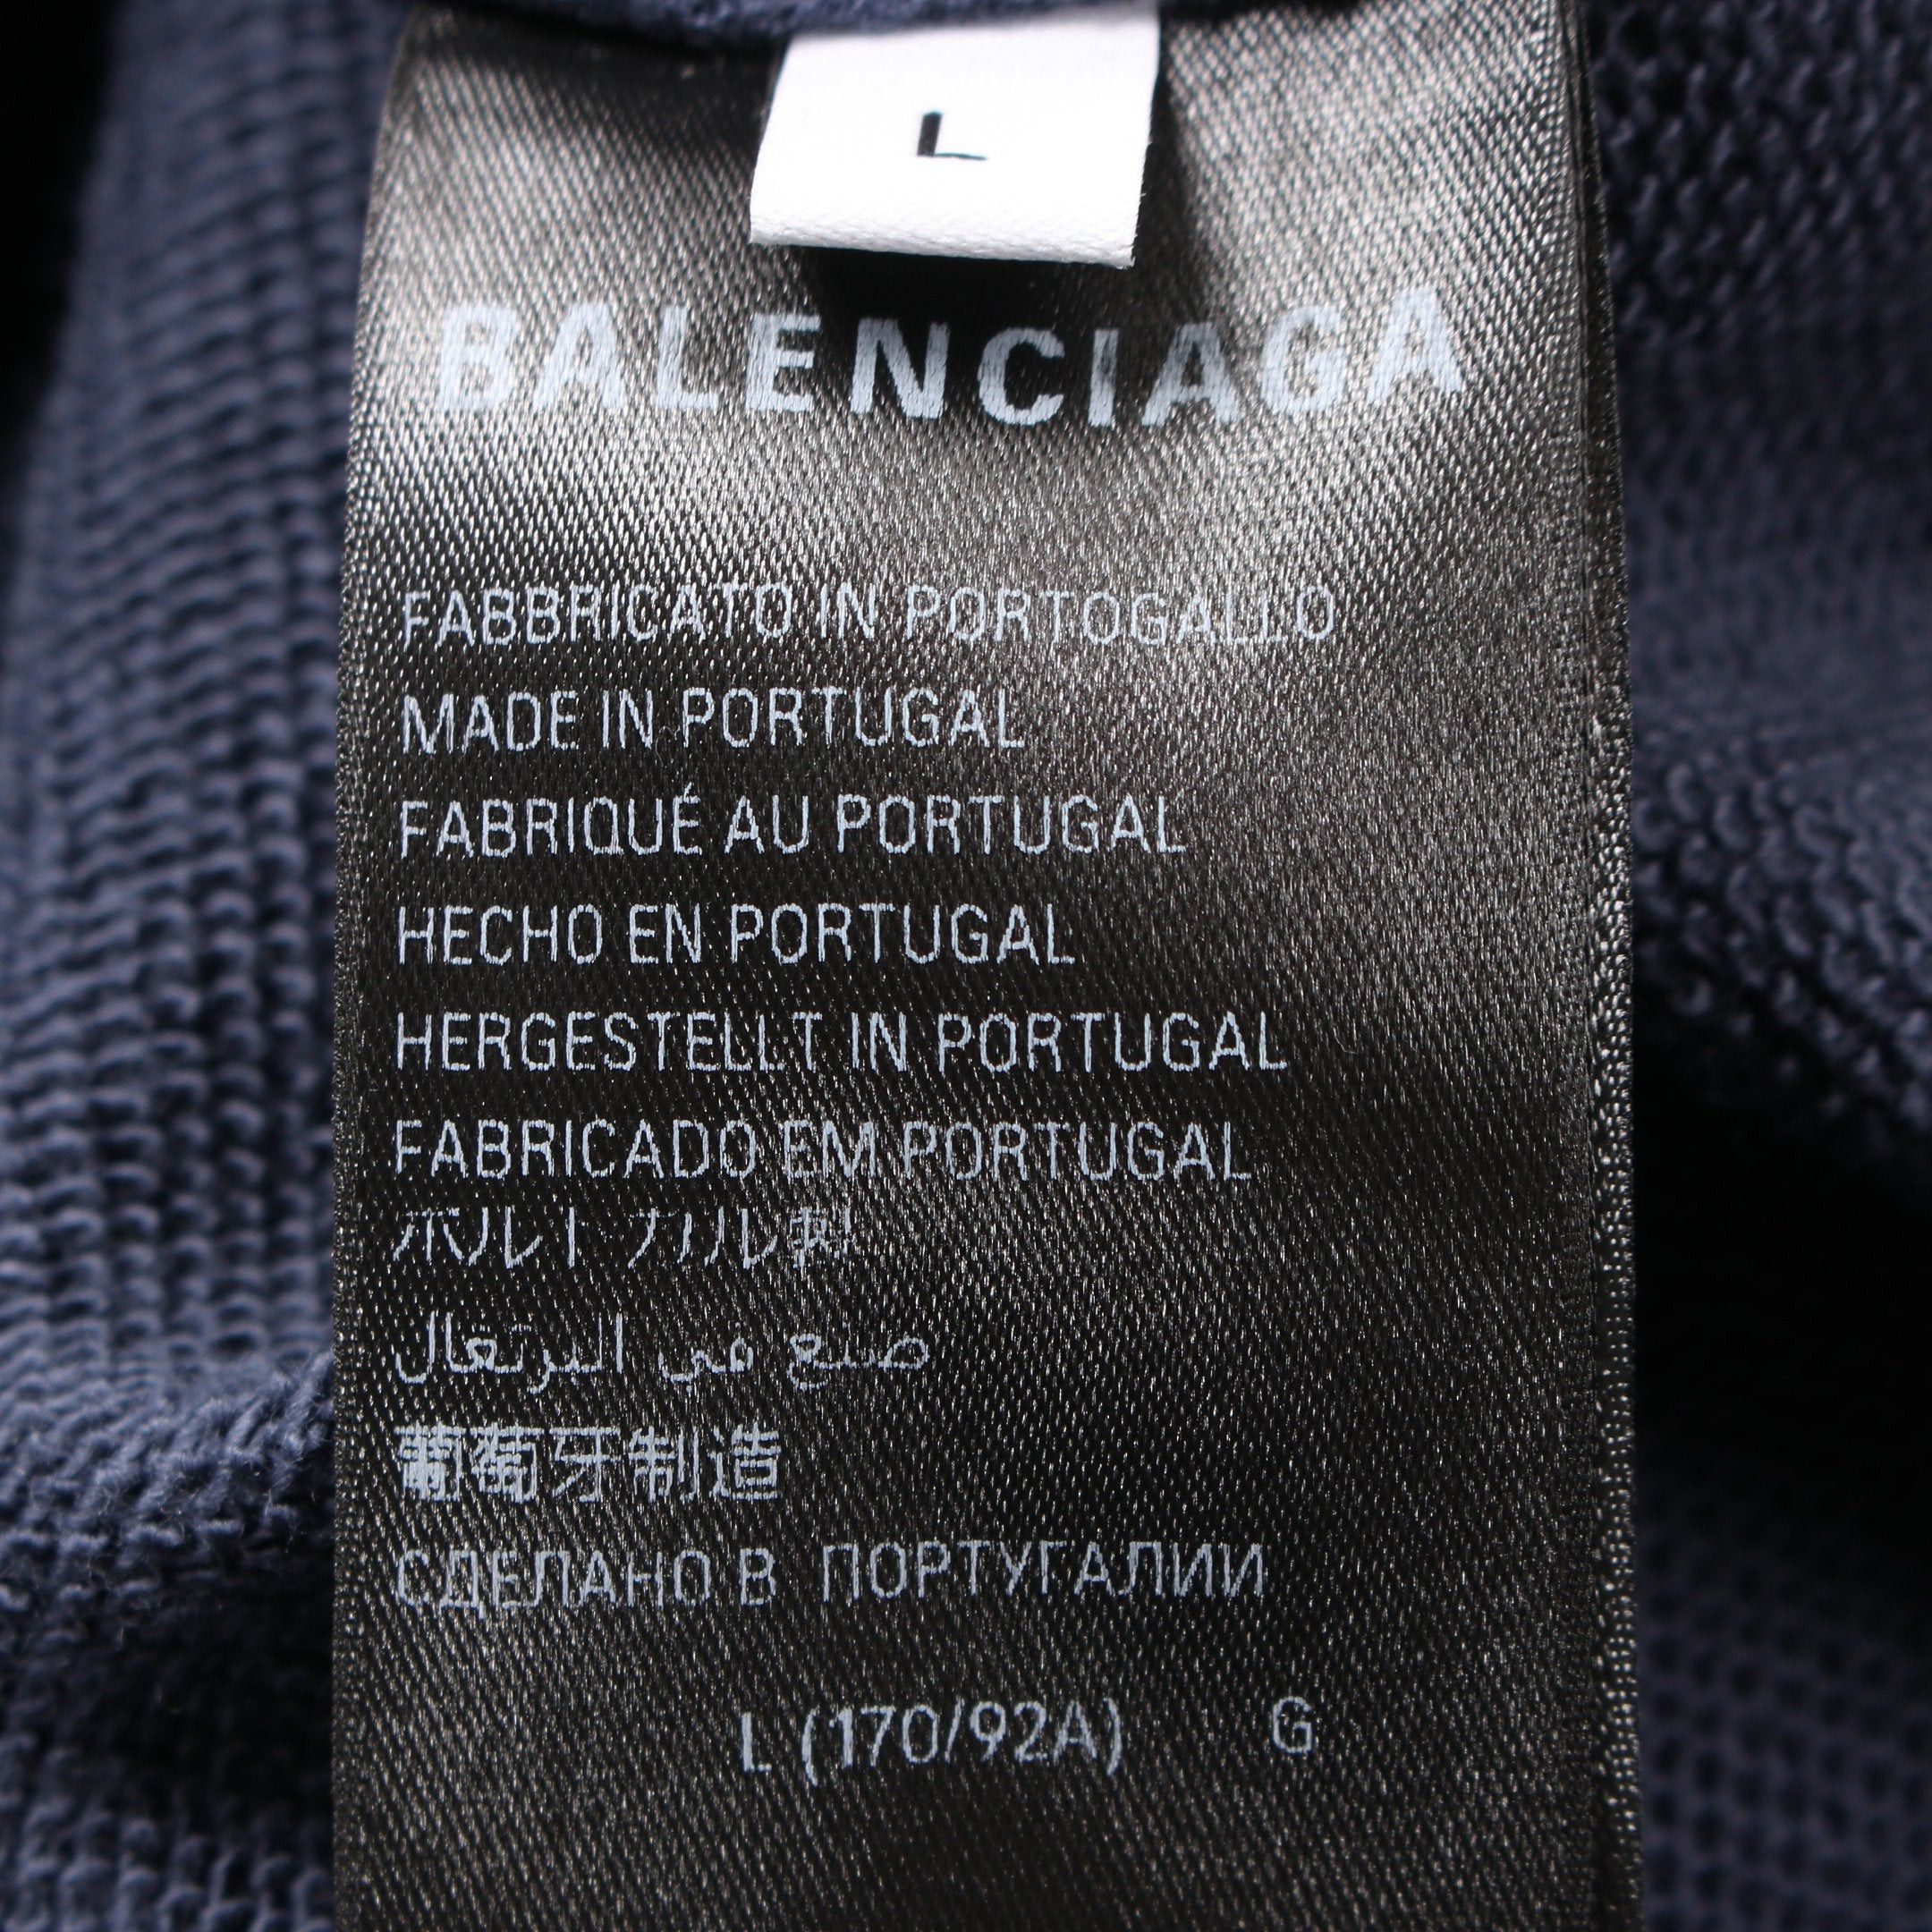 L
BALENCIAGA
FABBRICATO IN PORTOGALLO
MADE IN PORTUGAL
FABRIQUÉ AU PORTUGAL
HECHO EN PORTUGAL
HERGESTELLT IN PORTUGAL
FABRICADO EM PORTUGAL
ポルトガル製
صنع في البرتغال
葡萄牙制造
СДЕЛАНО В ПОРТУГАЛИИ
L (170/92A) G